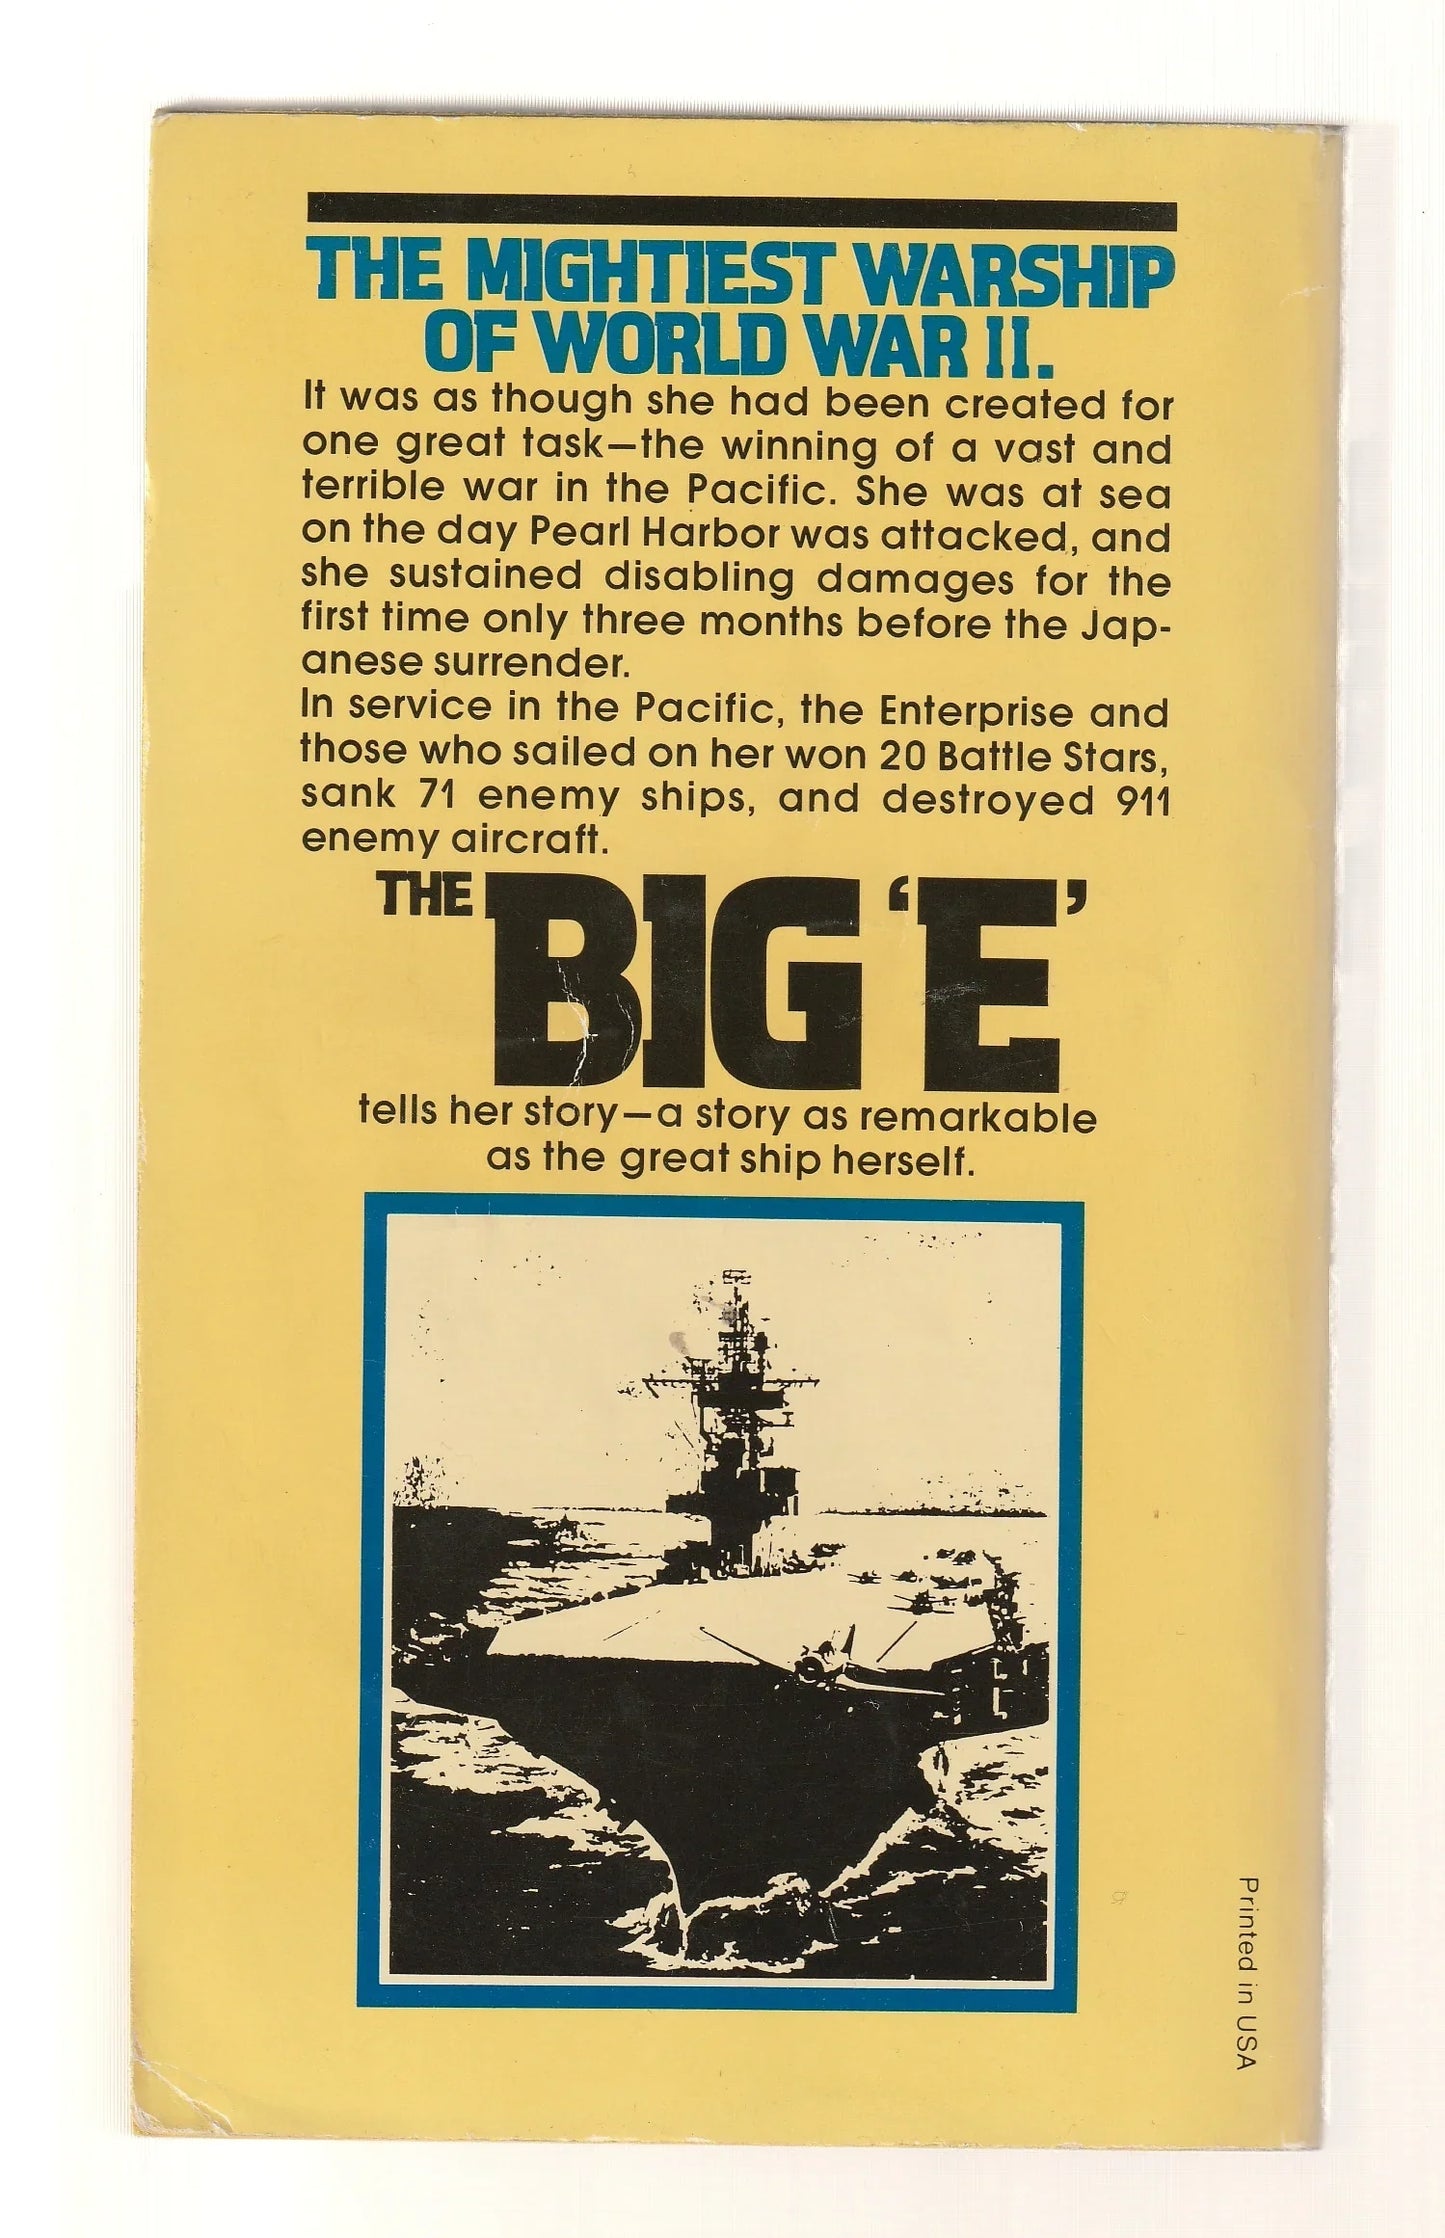 THE MIGHTIEST WARSHIP
OF WORLD WAR II.
It was as though she had been created for
one great task—the winning of a vast and
terrible war in the Pacific. She was at sea
on the day Pearl Harbor was attacked, and
she sustained disabling damages for the
first time only three months before the Jap-
anese surrender.
In service in the Pacific, the Enterprise and
those who sailed on her won 20 Battle Stars,
sank 71 enemy ships, and destroyed 911
enemy aircraft.
THE BIG ‘E’
tells her story—a story as remarkable
as the great ship herself.
Printed in USA